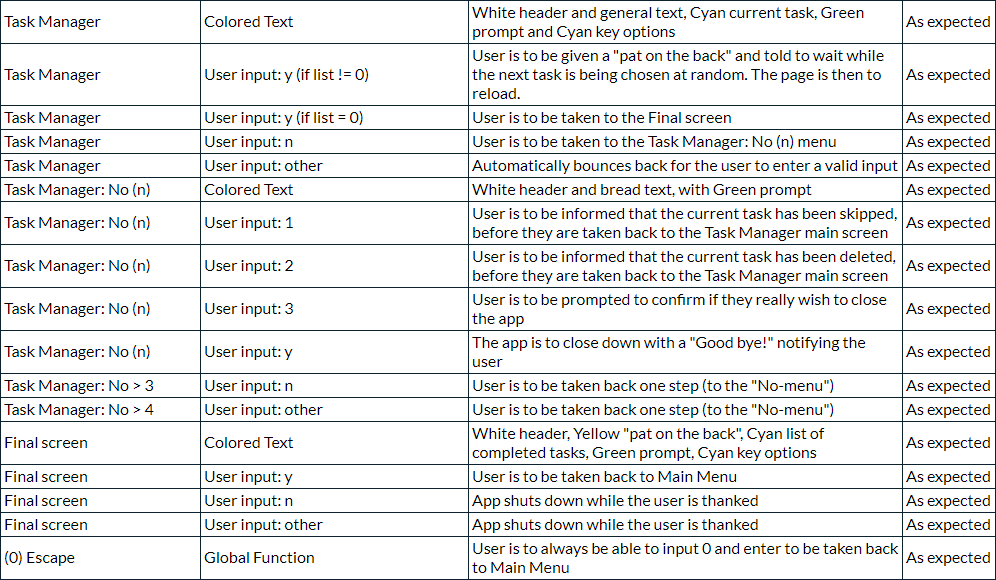 Task Manager Colored Text White header and general text, Cyan current task, Green As expected
prompt and Cyan key options
Task Manager User input: y (if list != 0) User is to be given a "pat on the back" and told to wait while As expected
the next task is being chosen at random. The page is then to
reload.
Task Manager User input: y (if list = 0) User is to be taken to the Final screen As expected
Task Manager User input: n User is to be taken to the Task Manager: No (n) menu As expected
Task Manager User input: other Automatically bounces back for the user to enter a valid input As expected
Task Manager: No (n) Colored Text White header and bread text, with Green prompt As expected
Task Manager: No (n) User input: 1 User is to be informed that the current task has been skipped, As expected
before they are taken back to the Task Manager main screen
Task Manager: No (n) User input: 2 User is to be informed that the current task has been deleted, As expected
before they are taken back to the Task Manager main screen
Task Manager: No (n) User input: 3 User is to be prompted to confirm if they really wish to close As expected
the app
Task Manager: No (n) User input: y The app is to close down with a "Good bye!" notifying the As expected
user
Task Manager: No > 3 User input: n User is to be taken back one step (to the "No-menu") As expected
Task Manager: No > 4 User input: other User is to be taken back one step (to the "No-menu") As expected
Final screen Colored Text White header, Yellow "pat on the back", Cyan list of As expected
completed tasks, Green prompt, Cyan key options
Final screen User input: y User is to be taken back to Main Menu As expected
Final screen User input: n App shuts down while the user is thanked As expected
Final screen User input: other App shuts down while the user is thanked As expected
(0) Escape Global Function User is to always be able to input 0 and enter to be taken back As expected
to Main Menu